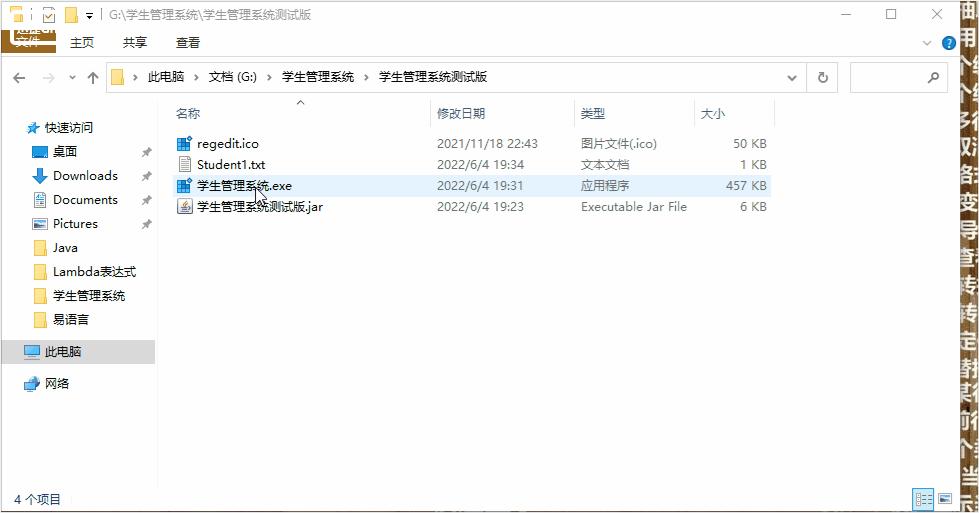 G:\学生管理系统\学生管理系统测试版
文件 主页 共享 查看
此电脑 文档 (G:) 学生管理系统 学生管理系统测试版
名称 修改日期 类型 大小
快速访问
桌面
Downloads
Documents
Pictures
Java
Lambda表达式
学生管理系统
易语言
此电脑
网络
regedit.ico 2021/11/18 22:43 图片文件(.ico) 50 KB
Student1.txt 2022/6/4 19:34 文本文档 1 KB
学生管理系统.exe 2022/6/4 19:31 应用程序 457 KB
学生管理系统测试版.jar 2022/6/4 19:23 Executable Jar File 6 KB
4 个项目